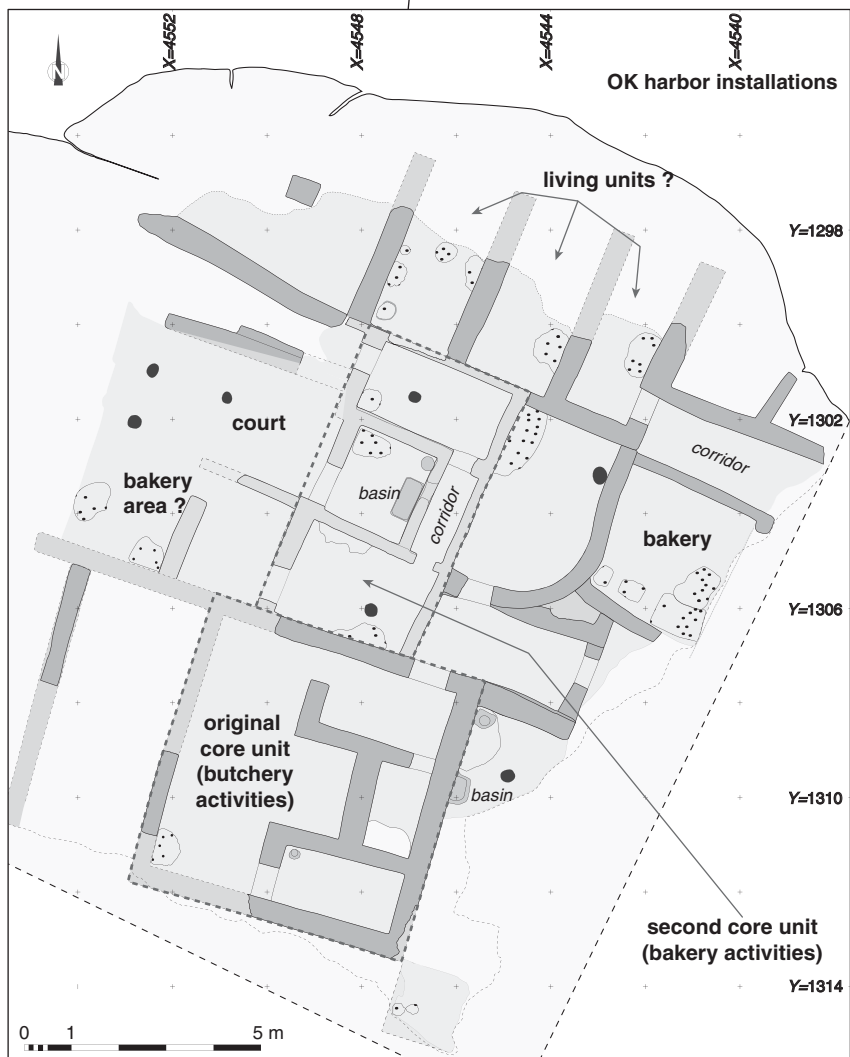 X=4552
X=4548
X=4544
X=4540
N
OK harbor installations
living units ?
Y=1298
court
Y=1302
corridor
bakery
area ?
basin
corridor
bakery
Y=1306
original
core unit
(butchery
activities)
basin
Y=1310
second core unit
(bakery activities)
Y=1314
0 1 5 m